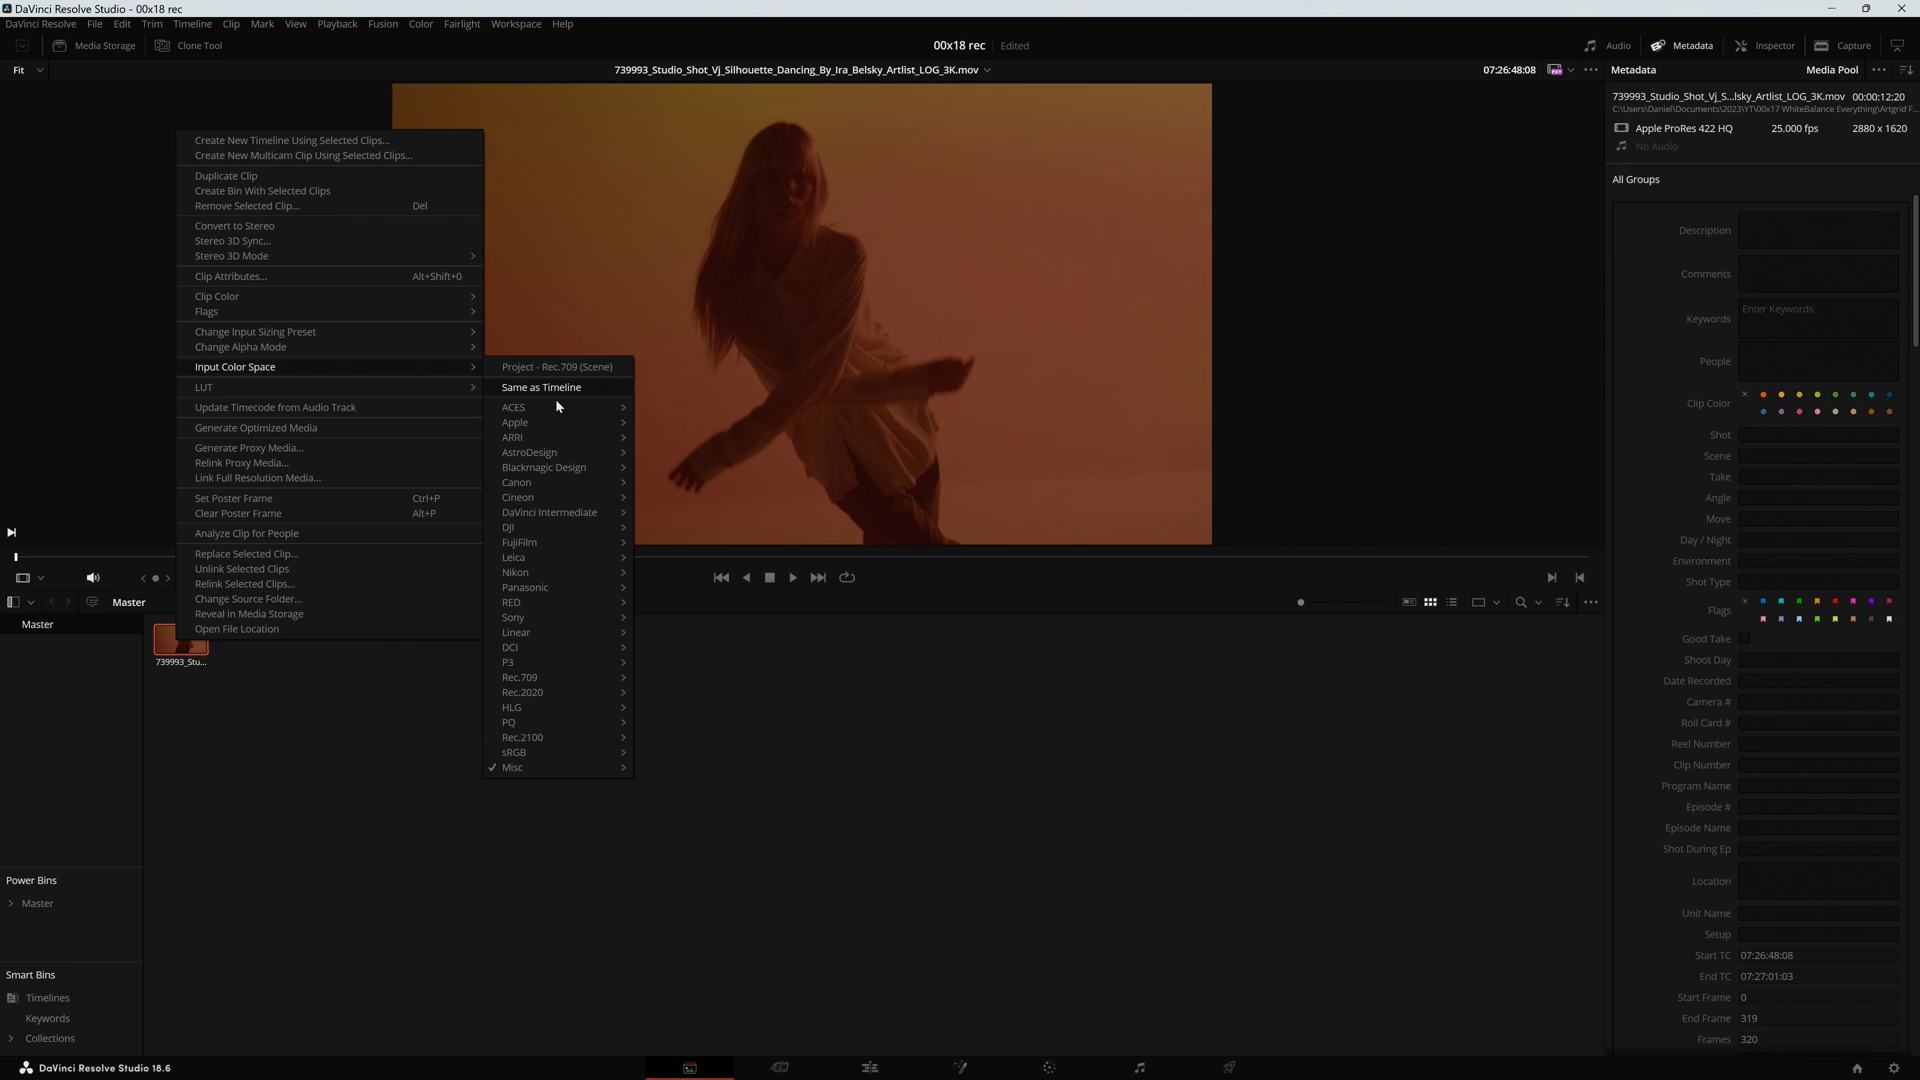 DaVinci Resolve Studio - 00x18 rec
DaVinci Resolve File Edit Trim Timeline Clip Mark View Playback Fusion Color Fairlight Workspace Help
Media Storage Clone Tool 00x18 rec Edited Audio Metadata Inspector Capture
Fit 739993_Studio_Shot_Vj_Silhouette_Dancing_By_Ira_Belsky_Artlist_LOG_3K.mov 07:26:48:08 Metadata Media Pool
739993_Studio_Shot_Vj_S...lsky_Artlist_LOG_3K.mov 00:00:12:20
C:\Users\Daniel\Documents\2023\YT\00x17 WhiteBalance Everything\Artgrid F...
Apple ProRes 422 HQ 25.000 fps 2880 x 1620
No Audio
All Groups
Create New Timeline Using Selected Clips...
Create New Multicam Clip Using Selected Clips...
Duplicate Clip
Create Bin With Selected Clips
Remove Selected Clip... Del
Convert to Stereo
Stereo 3D Sync...
Stereo 3D Mode
Clip Attributes... Alt+Shift+0
Clip Color
Flags
Change Input Sizing Preset
Change Alpha Mode
Input Color Space
LUT
Update Timecode from Audio Track
Generate Optimized Media
Generate Proxy Media...
Relink Proxy Media...
Link Full Resolution Media...
Set Poster Frame Ctrl+P
Clear Poster Frame Alt+P
Analyze Clip for People
Replace Selected Clip...
Unlink Selected Clips
Relink Selected Clips...
Change Source Folder...
Reveal in Media Storage
Open File Location
Project - Rec.709 (Scene)
Same as Timeline
ACES
Apple
ARRI
AstroDesign
Blackmagic Design
Canon
Cineon
DaVinci Intermediate
DJI
FujiFilm
Leica
Nikon
Panasonic
RED
Sony
Linear
DCI
P3
Rec.709
Rec.2020
HLG
PQ
Rec.2100
sRGB
Misc
Description
Comments
Keywords Enter Keywords
People
Clip Color
Shot
Scene
Take
Angle
Move
Day / Night
Environment
Shot Type
Flags
Good Take
Shoot Day
Date Recorded
Camera #
Roll Card #
Reel Number
Clip Number
Program Name
Episode #
Episode Name
Shot During Ep
Location
Unit Name
Setup
Start TC 07:26:48:08
End TC 07:27:01:03
Start Frame 0
End Frame 319
Frames 320
Master
Master
739993_Stu...
Power Bins
Master
Smart Bins
Timelines
Keywords
Collections
DaVinci Resolve Studio 18.6